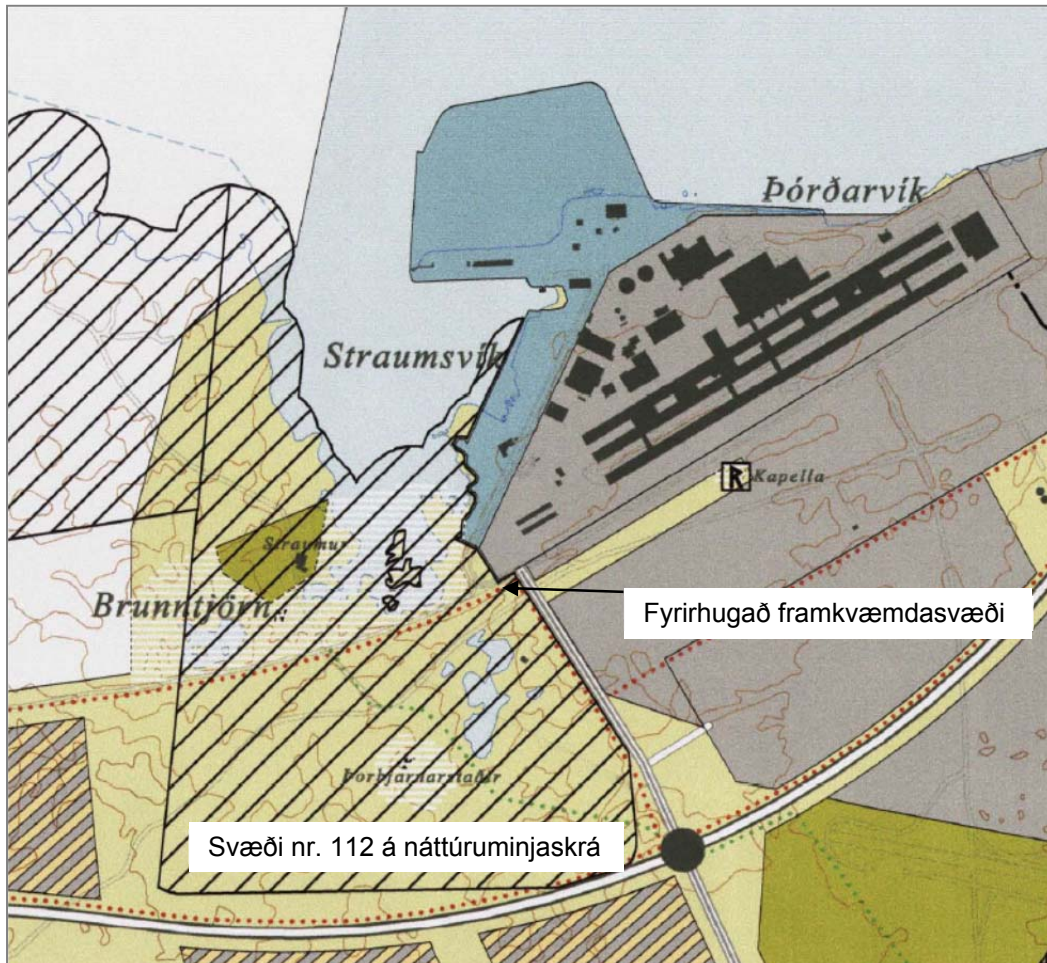 Þórðarvík
Straumsvík
Kapella
Straumur
Brunntjörn
Fyrirhugað framkvæmdasvæði
Þorbjarnarstaðir
Svæði nr. 112 á náttúruminjaskrá